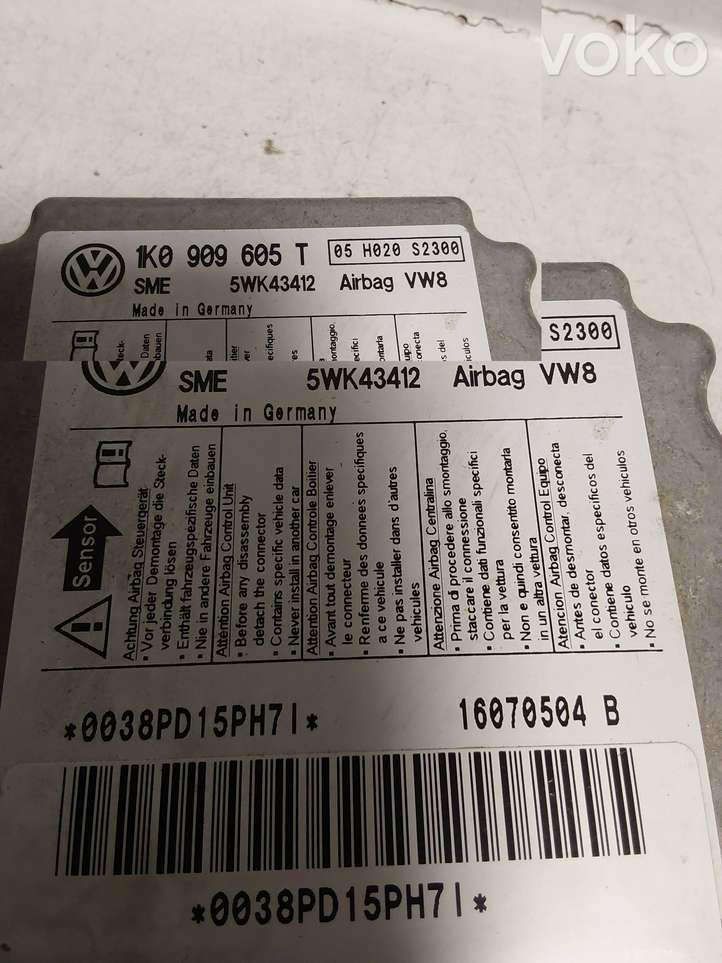 ovoko
1K0 909 605 T
05 H020 S2300
SME 5WK43412 Airbag VW8
Made in Germany
S2300
SME 5WK43412 Airbag VW8
Made in Germany
Sensor
Achtung Airbag Steuergerät
• Vor jeder Demontage die Steck-
verbindung lösen
• Enthält fahrzeugspezifische Daten
• Nie in andere Fahrzeuge einbauen
Attention Airbag Control Unit
• Before any disassembly
detach the connector
• Contains specific vehicle data
• Never install in another car
Attention Airbag Controle Boîtier
• Avant tout demontage enlever
le connecteur
• Renferme des donnees specifiques
a ce vehicule
• Ne pas installer dans d'autres
vehicules
Attenzione Airbag Centralina
• Prima di procedere allo smontaggio,
staccare il connessione
• Contiene dati funzionali specifici
per la vettura
• Non e quindi consentito montarla
in un altra vettura
Atencion Airbag Control Equipo
• Antes de desmontar, desconecta
el conector
• Contiene datos específicos del
vehiculo
• No se monte en otros vehiculos
*0038PD15PH7I* 16070504 B
*0038PD15PH7I*